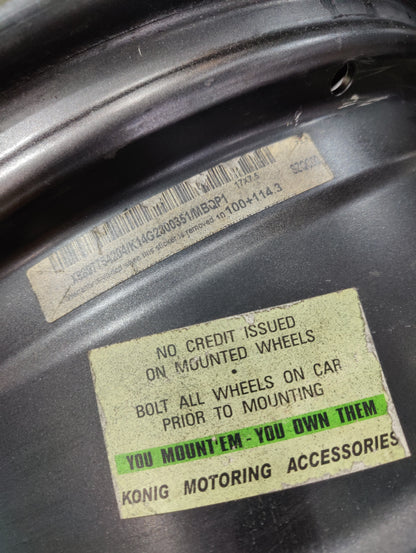 17X7.5
10 100+114.3
NO CREDIT ISSUED
ON MOUNTED WHEELS
•
BOLT ALL WHEELS ON CAR
PRIOR TO MOUNTING
YOU MOUNT'EM - YOU OWN THEM
KONIG MOTORING ACCESSORIES